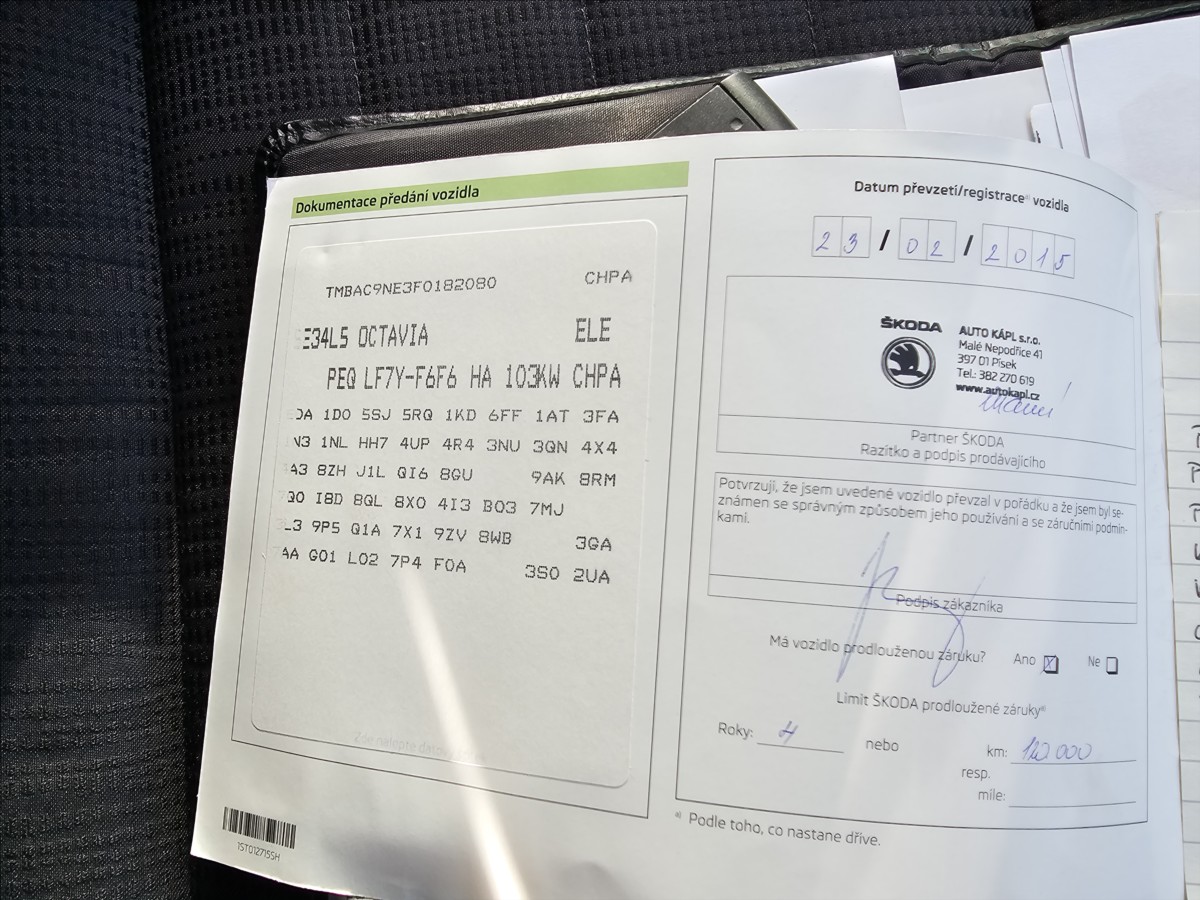 Dokumentace předání vozidla
TMBAC9NE3F0182080 CHPA
E34L5 OCTAVIA ELE
PEQ LF7Y-F6F6 HA 103KW CHPA
0A 1D0 5SJ 5RQ 1KD 6FF 1AT 3FA
N3 1NL HH7 4UP 4R4 3NU 3QN 4X4
A3 8ZH J1L QI6 8GU 9AK 8RM
Q0 I8D 8QL 8X0 4I3 B03 7MJ
L3 9P5 Q1A 7X1 9ZV 8WB 3GA
AA G01 L02 7P4 F0A 3S0 2UA
Zde nalepte datový
1ST012715SH
Datum převzetí/registrace⁎⁾ vozidla
23 / 02 / 2015
ŠKODA
AUTO KÁPL s.r.o.
Malé Nepodřice 41
397 01 Písek
Tel.: 382 270 619
www.autokapl.cz
Partner ŠKODA
Razítko a podpis prodávajícího
Potvrzuji, že jsem uvedené vozidlo převzal v pořádku a že jsem byl se-
známen se správným způsobem jeho používání a se záručními podmín-
kami.
Podpis zákazníka
Má vozidlo prodlouženou záruku? Ano Ne
Limit ŠKODA prodloužené záruky⁎⁾
Roky: 4 nebo km: 120 000
resp.
míle:
⁎⁾ Podle toho, co nastane dříve.